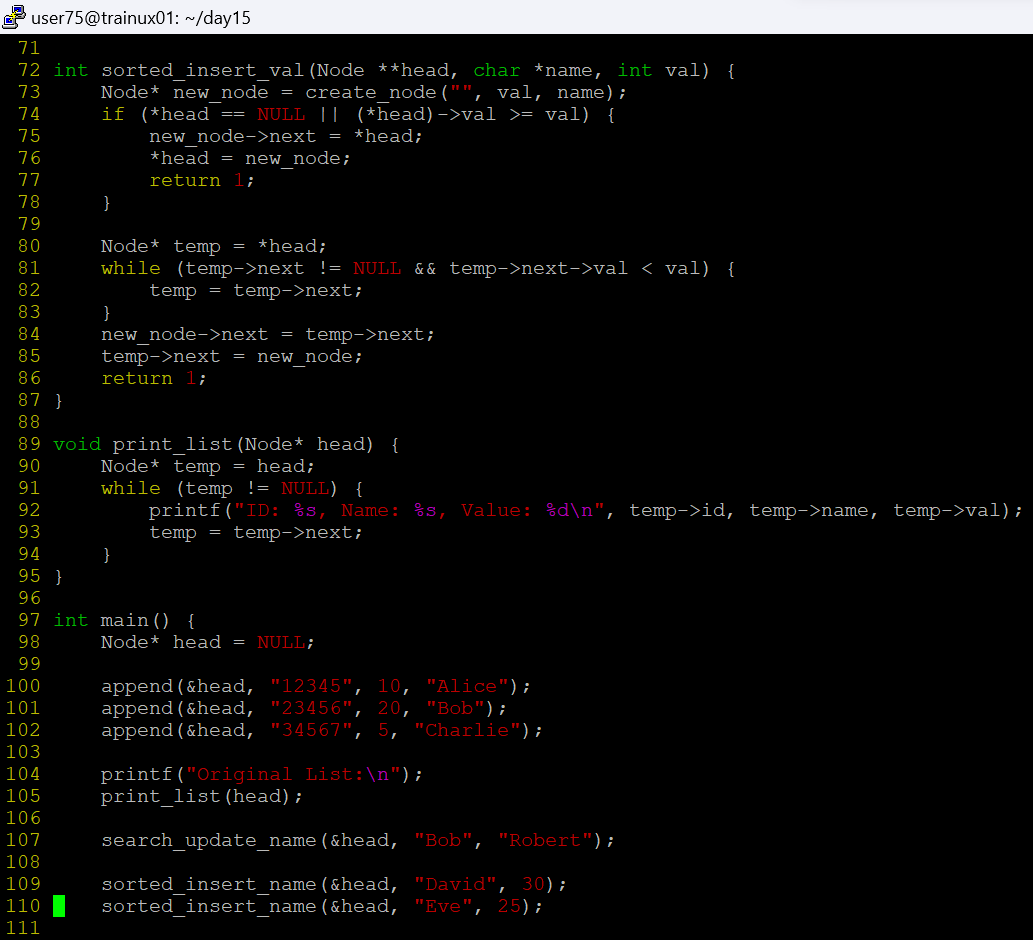 user75@trainux01: ~/day15
71
72 int sorted_insert_val(Node **head, char *name, int val) {
73     Node* new_node = create_node("", val, name);
74     if (*head == NULL || (*head)->val >= val) {
75         new_node->next = *head;
76         *head = new_node;
77         return 1;
78     }
79
80     Node* temp = *head;
81     while (temp->next != NULL && temp->next->val < val) {
82         temp = temp->next;
83     }
84     new_node->next = temp->next;
85     temp->next = new_node;
86     return 1;
87 }
88
89 void print_list(Node* head) {
90     Node* temp = head;
91     while (temp != NULL) {
92         printf("ID: %s, Name: %s, Value: %d\n", temp->id, temp->name, temp->val);
93         temp = temp->next;
94     }
95 }
96
97 int main() {
98     Node* head = NULL;
99
100     append(&head, "12345", 10, "Alice");
101     append(&head, "23456", 20, "Bob");
102     append(&head, "34567", 5, "Charlie");
103
104     printf("Original List:\n");
105     print_list(head);
106
107     search_update_name(&head, "Bob", "Robert");
108
109     sorted_insert_name(&head, "David", 30);
110     sorted_insert_name(&head, "Eve", 25);
111